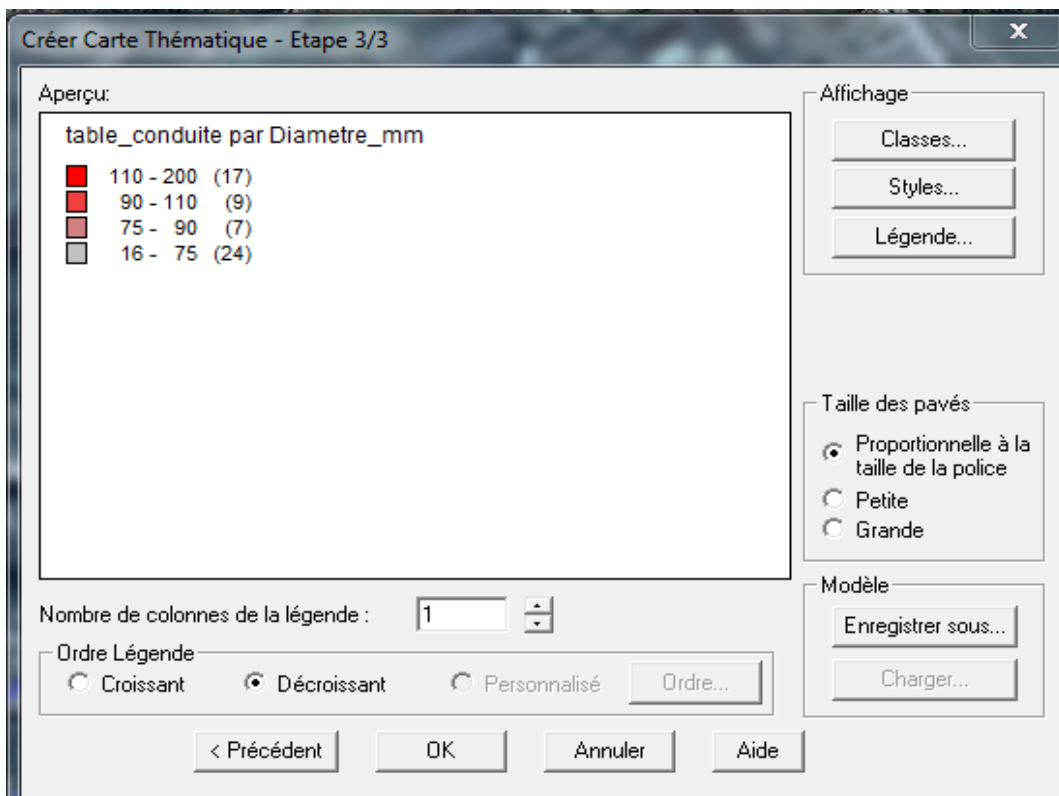 Créer Carte Thématique - Etape 3/3
x
Aperçu:
table_conduite par Diametre_mm
110 - 200 (17)
90 - 110 (9)
75 - 90 (7)
16 - 75 (24)
Affichage
Classes...
Styles...
Légende...
Taille des pavés
Proportionnelle à la
taille de la police
Petite
Grande
Nombre de colonnes de la légende : 1
Ordre Légende
Croissant Décroissant Personnalisé Ordre...
Modèle
Enregistrer sous...
Charger...
< Précédent OK Annuler Aide